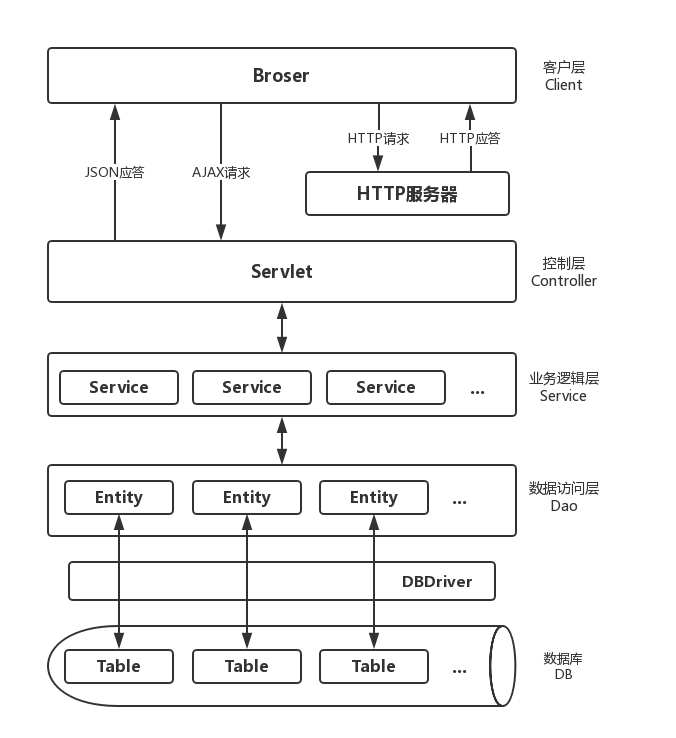 Broser
客户层
Client
HTTP请求
HTTP应答
JSON应答
AJAX请求
HTTP服务器
Servlet
控制层
Controller
Service
Service
Service
...
业务逻辑层
Service
Entity
Entity
Entity
...
数据访问层
Dao
DBDriver
Table
Table
Table
...
数据库
DB